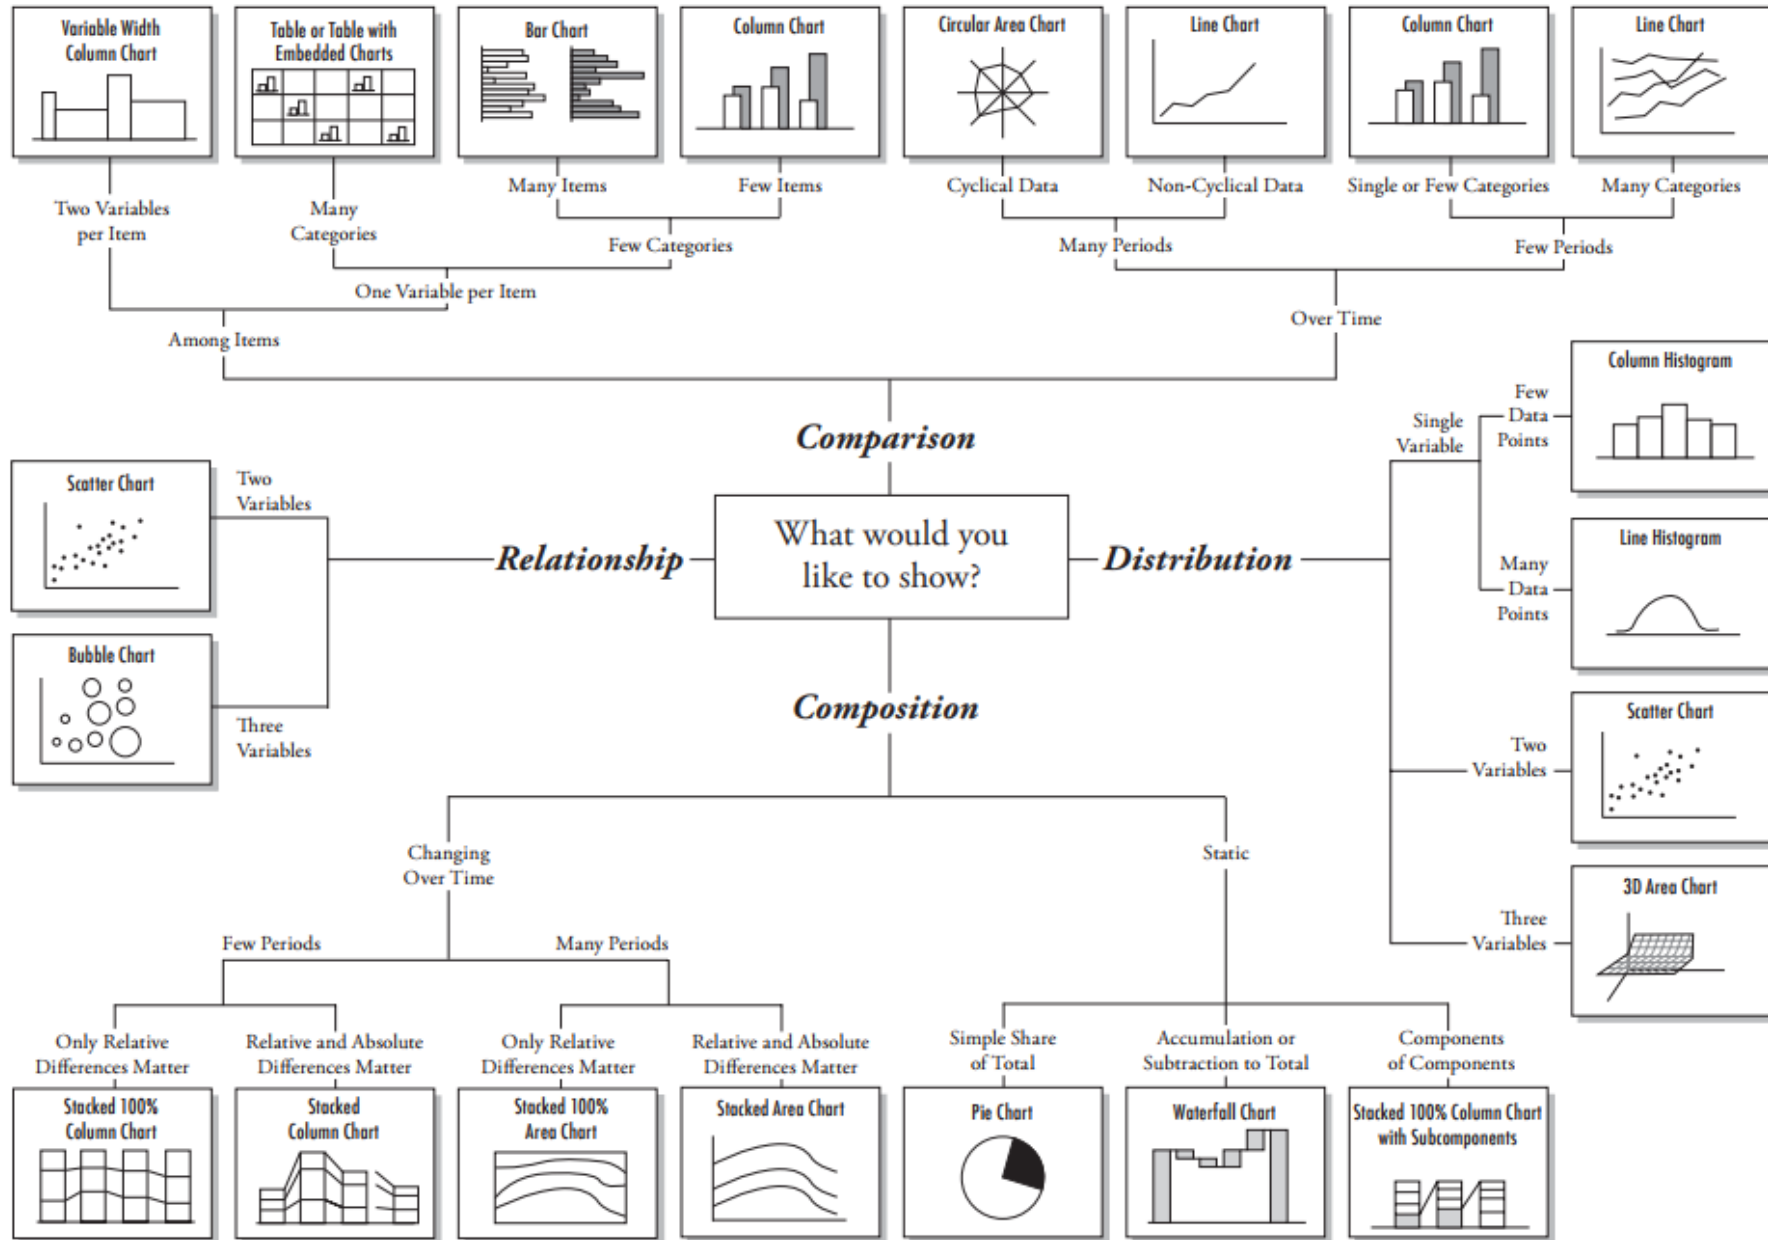 Variable Width
Column Chart
Table or Table with
Embedded Charts
Bar Chart
Column Chart
Circular Area Chart
Line Chart
Column Chart
Line Chart
Two Variables
per Item
Many
Categories
Many Items
Few Items
Cyclical Data
Non-Cyclical Data
Single or Few Categories
Many Categories
Few Categories
Many Periods
Few Periods
One Variable per Item
Over Time
Among Items
Comparison
Single
Variable
Few
Data
Points
Column Histogram
Many
Data
Points
Line Histogram
Scatter Chart
Two
Variables
Relationship
What would you
like to show?
Distribution
Bubble Chart
Three
Variables
Two
Variables
Scatter Chart
Three
Variables
3D Area Chart
Composition
Changing
Over Time
Static
Few Periods
Many Periods
Only Relative
Differences Matter
Relative and Absolute
Differences Matter
Only Relative
Differences Matter
Relative and Absolute
Differences Matter
Simple Share
of Total
Accumulation or
Subtraction to Total
Components
of Components
Stacked 100%
Column Chart
Stacked
Column Chart
Stacked 100%
Area Chart
Stacked Area Chart
Pie Chart
Waterfall Chart
Stacked 100% Column Chart
with Subcomponents